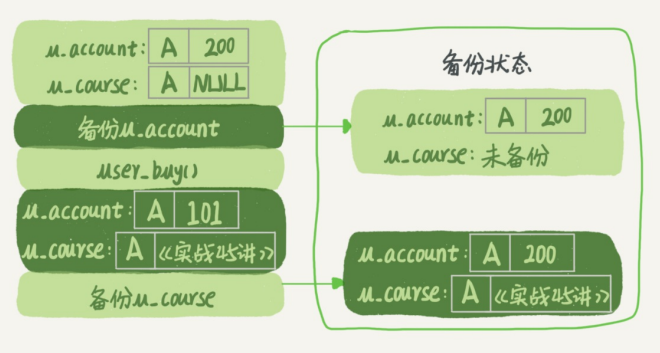 u_account: A 200
u_course: A NULL
备份u_account
user_buy()
u_account: A 101
u_course: A 《实战45讲》
备份u_course
备份状态
u_account: A 200
u_course: 未备份
u_account: A 200
u_course: A 《实战45讲》